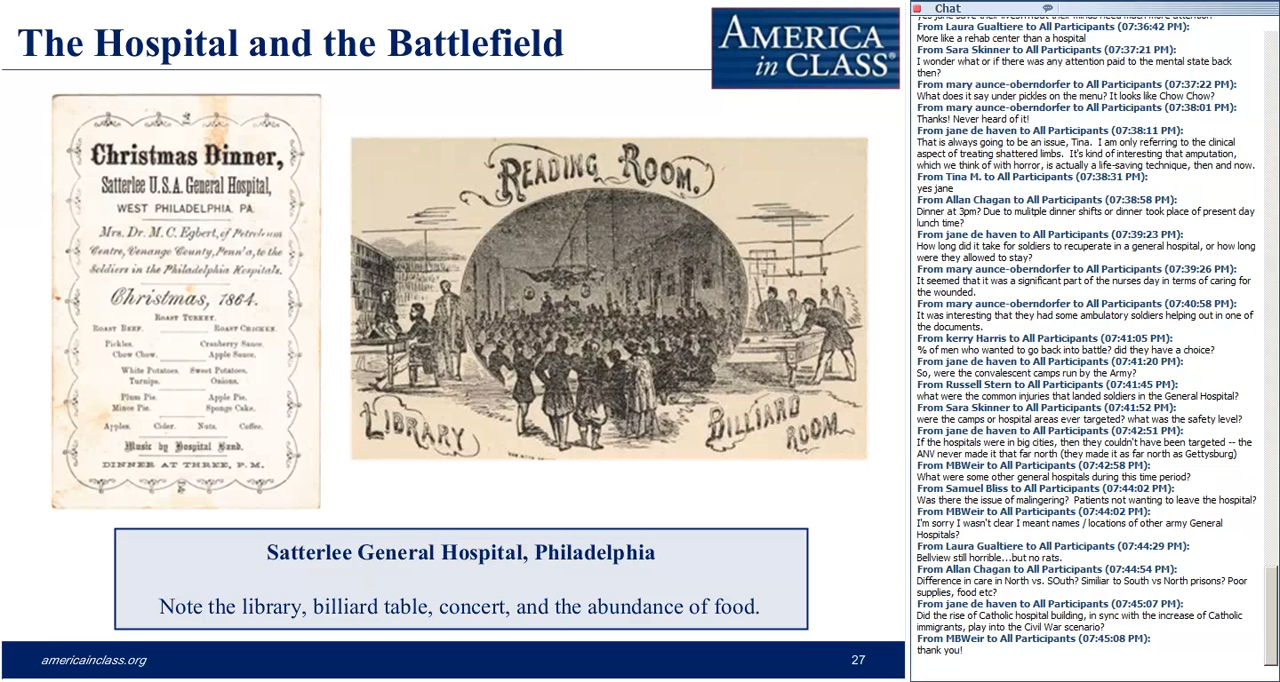 The Hospital and the Battlefield
AMERICA
in CLASS®
Christmas Dinner,
Satterlee U.S.A. General Hospital,
WEST PHILADELPHIA, PA.
Mrs. Dr. M. C. Egbert, of Petroleum
Centre, Venango County, Penn'a, to the
Soldiers in the Philadelphia Hospitals.
Christmas, 1864.
ROAST TURKEY.
ROAST BEEF. ROAST CHICKEN.
Pickles. Cranberry Sauce.
Chow Chow. Apple Sauce.
White Potatoes. Sweet Potatoes.
Turnips. Onions.
Plum Pie. Apple Pie.
Mince Pie. Sponge Cake.
Apples. Cider. Nuts. Coffee.
Music by Hospital Band.
DINNER AT THREE, P. M.
READING ROOM.
LIBRARY
BILLIARD
ROOM.
Satterlee General Hospital, Philadelphia
Note the library, billiard table, concert, and the abundance of food.
americainclass.org
27
Chat
From Laura Gualtiere to All Participants (07:36:42 PM):
More like a rehab center than a hospital
From Sara Skinner to All Participants (07:37:21 PM):
I wonder what or if there was any attention paid to the mental state back
then?
From mary aunce-oberndorfer to All Participants (07:37:22 PM):
What does it say under pickles on the menu? It looks like Chow Chow?
From mary aunce-oberndorfer to All Participants (07:38:01 PM):
Thanks! Never heard of it!
From jane de haven to All Participants (07:38:11 PM):
That is always going to be an issue, Tina. I am only referring to the clinical
aspect of treating shattered limbs. It's kind of interesting that amputation,
which we think of with horror, is actually a life-saving technique, then and now.
From Tina M. to All Participants (07:38:31 PM):
yes jane
From Allan Chagan to All Participants (07:38:58 PM):
Dinner at 3pm? Due to mulitple dinner shifts or dinner took place of present day
lunch time?
From jane de haven to All Participants (07:39:23 PM):
How long did it take for soldiers to recuperate in a general hospital, or how long
were they allowed to stay?
From mary aunce-oberndorfer to All Participants (07:39:26 PM):
It seemed that it was a significant part of the nurses day in terms of caring for
the wounded.
From mary aunce-oberndorfer to All Participants (07:40:58 PM):
It was interesting that they had some ambulatory soldiers helping out in one of
the documents.
From kerry Harris to All Participants (07:41:05 PM):
% of men who wanted to go back into battle? did they have a choice?
From jane de haven to All Participants (07:41:20 PM):
So, were the convalescent camps run by the Army?
From Russell Stern to All Participants (07:41:45 PM):
what were the common injuries that landed soldiers in the General Hospital?
From Sara Skinner to All Participants (07:41:52 PM):
were the camps or hospital areas ever targeted? what was the safety level?
From jane de haven to All Participants (07:42:51 PM):
If the hospitals were in big cities, then they couldn't have been targeted -- the
ANV never made it that far north (they made it as far north as Gettysburg)
From MBWeir to All Participants (07:42:58 PM):
What were some other general hospitals during this time period?
From Samuel Bliss to All Participants (07:44:02 PM):
Was there the issue of malingering? Patients not wanting to leave the hospital?
From MBWeir to All Participants (07:44:02 PM):
I'm sorry I wasn't clear I meant names / locations of other army General
Hospitals?
From Laura Gualtiere to All Participants (07:44:29 PM):
Bellview still horrible...but no rats.
From Allan Chagan to All Participants (07:44:54 PM):
Difference in care in North vs. SOuth? Similiar to South vs North prisons? Poor
supplies, food etc?
From jane de haven to All Participants (07:45:07 PM):
Did the rise of Catholic hospital building, in sync with the increase of Catholic
immigrants, play into the Civil War scenario?
From MBWeir to All Participants (07:45:08 PM):
thank you!